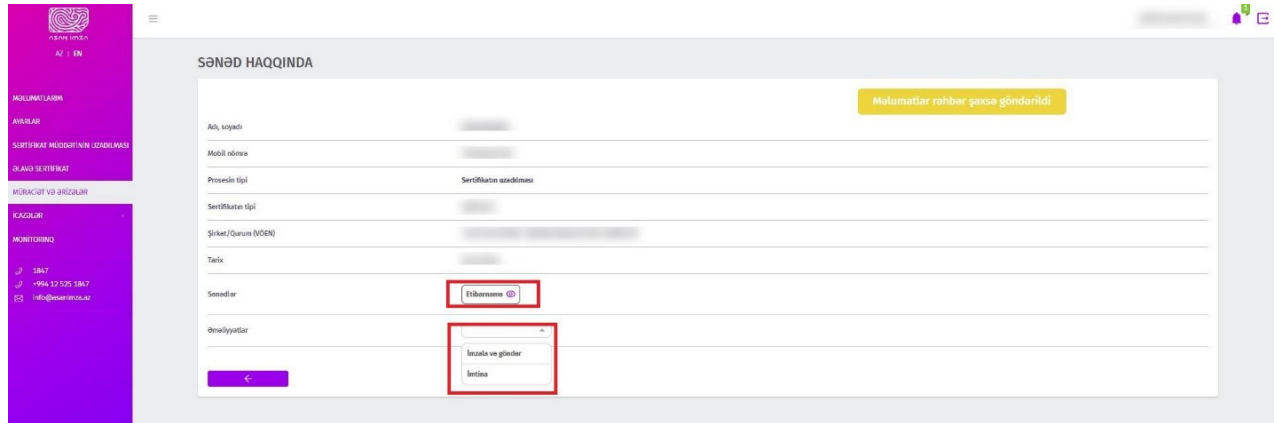 ASAN İMZA
AZ | EN
5
SƏNƏD HAQQINDA
MƏLUMATLARIM
AYARLAR
SERTİFİKAT MÜDDƏTİNİN UZADILMASI
ƏLAVƏ SERTİFİKAT
MÜRACİƏT VƏ ƏRİZƏLƏR
İCAZƏLƏR
MONİTORİNQ
1847
+994 12 525 1847
info@asanimza.az
Məlumatlar rəhbər şəxsə göndərildi
Adı, soyadı
Mobil nömrə
Prosesin tipi Sertifikatın uzadılması
Sertifikatın tipi
Şirkət/Qurum (VÖEN)
Tarix
Sənədlər Etibarnamə
Əməliyyatlar
İmzala və göndər
İmtina